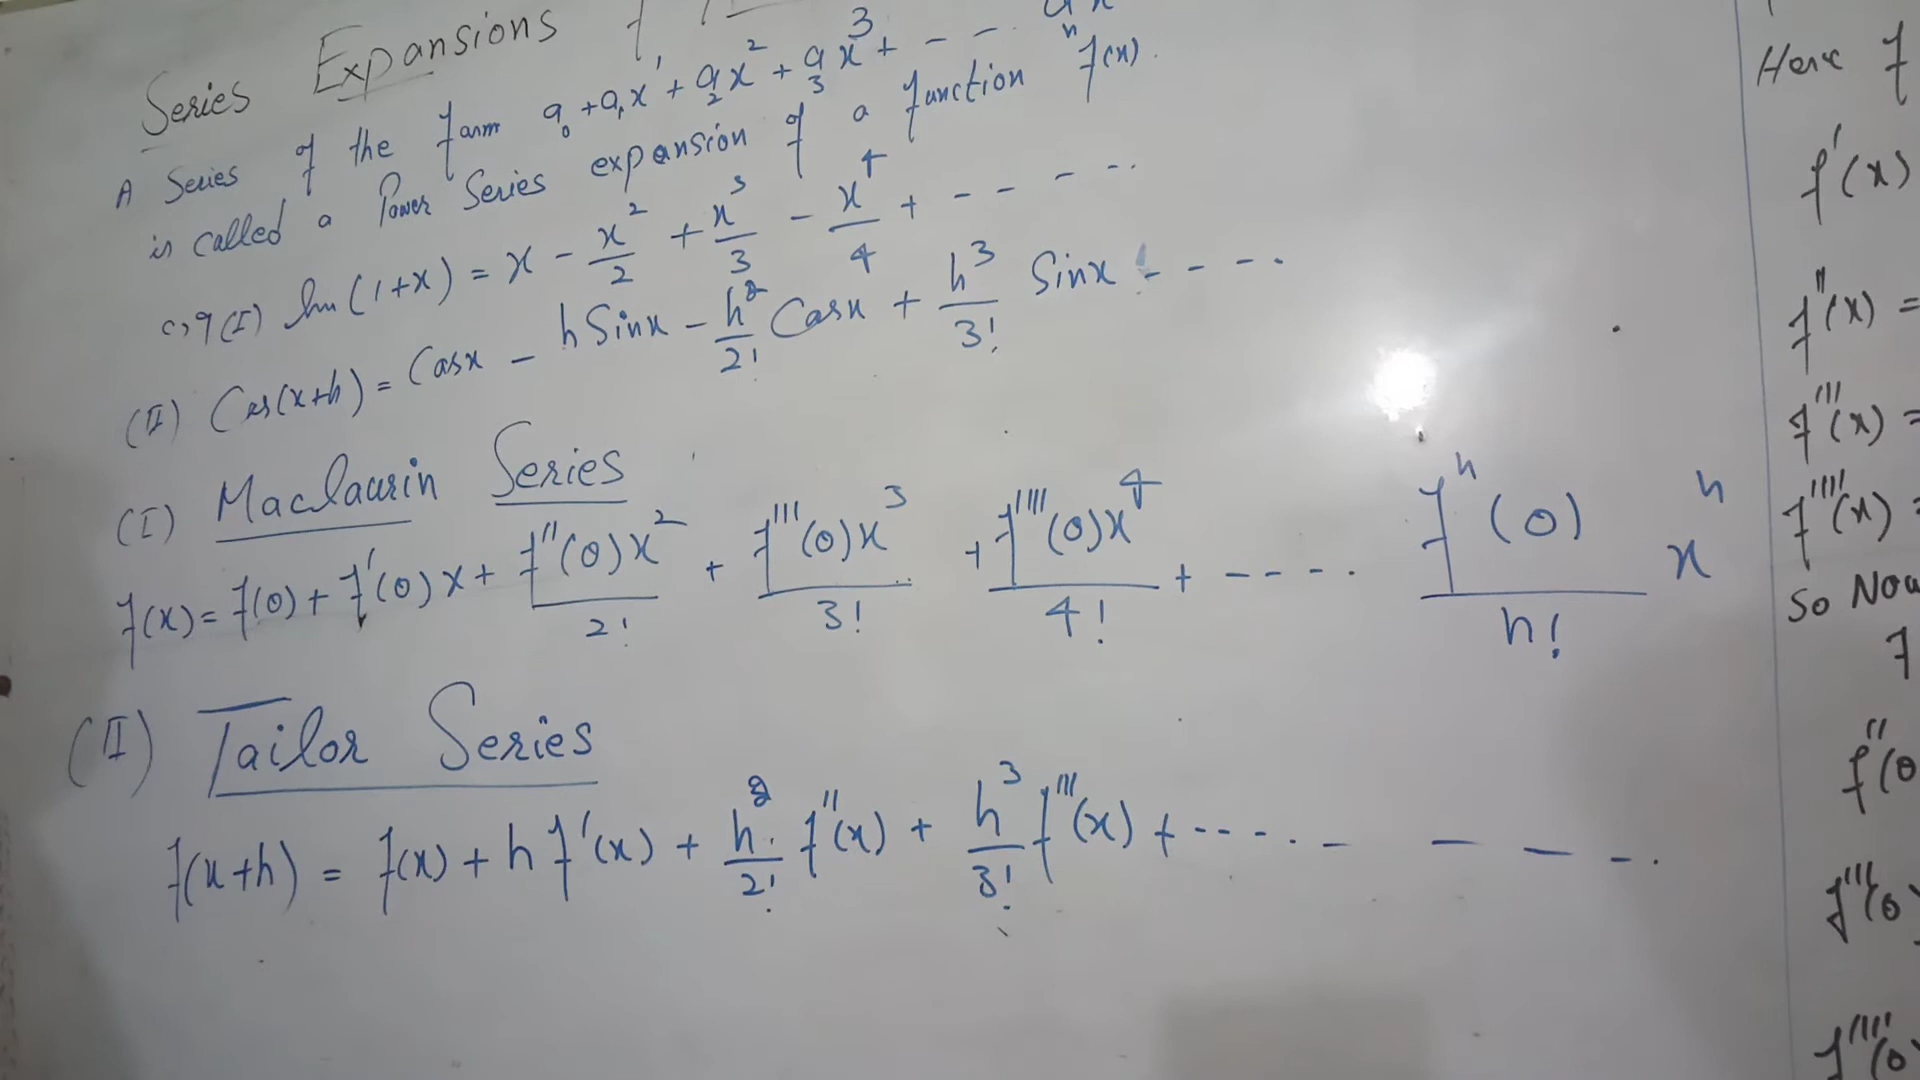 Series Expansions of
A Series of the form a₀ + a₁x¹ + a₂x² + a₃x³ + - - - aₙxⁿ
is called a Power Series expansion of a function f(x).
e.g (I) ln(1+x) = x - x²/2 + x³/3 - x⁴/4 + - - - - --
(II) Cos(x+h) = Cosx - hSinx - h²/2! Cosx + h³/3! Sinx - - - - -
(I) Maclaurin Series
f(x) = f(0) + f'(0)x + f''(0)x²/2! + f'''(0)x³/3! + f''''(0)x⁴/4! + - - - - . fⁿ(0)/n! xⁿ
(II) Tailor Series
f(x+h) = f(x) + h f'(x) + h²/2! f''(x) + h³/3! f'''(x) + - - - - . - - - - .
Here f
f'(x)
f''(x) =
f'''(x) =
f''''(x) =
So Now
f
f''(0
f'''(0)
f''''(0)